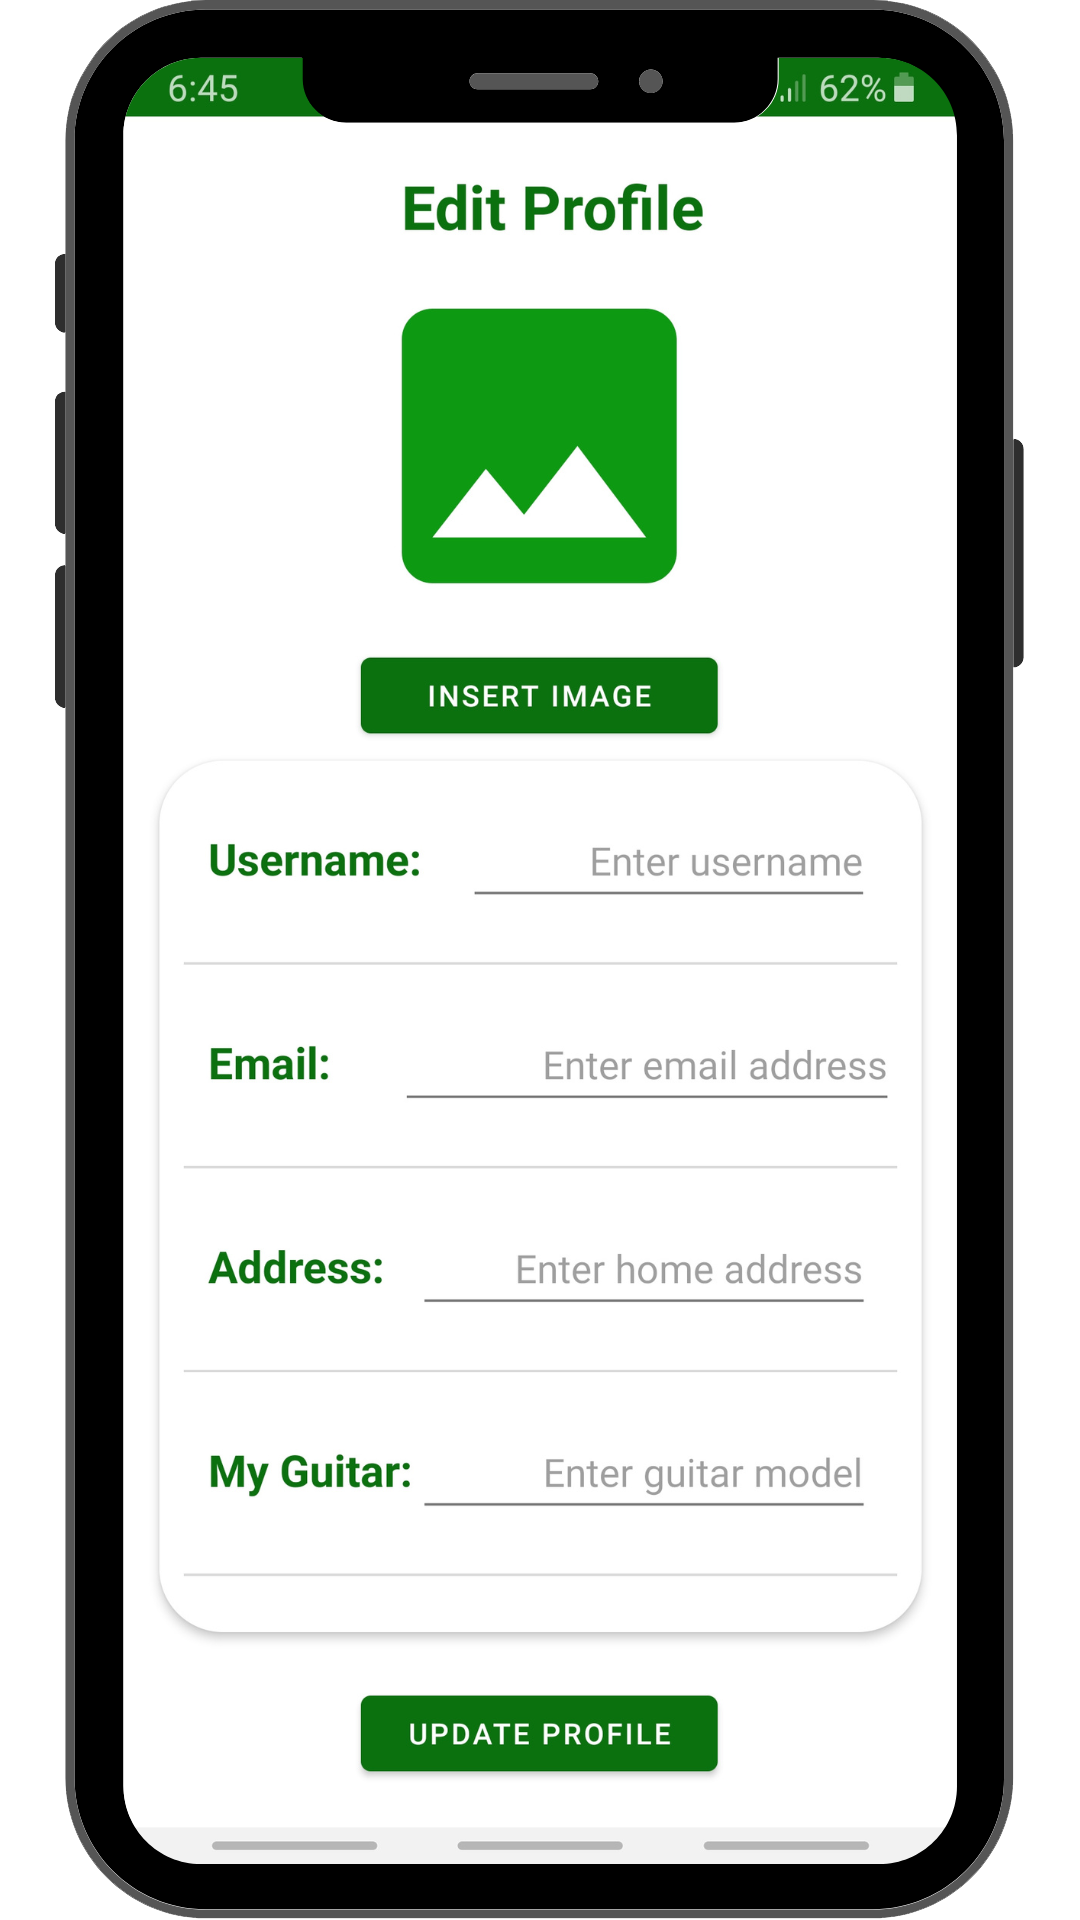 6:45 62%
Edit Profile
INSERT IMAGE
Username: Enter username
Email: Enter email address
Address: Enter home address
My Guitar: Enter guitar model
UPDATE PROFILE